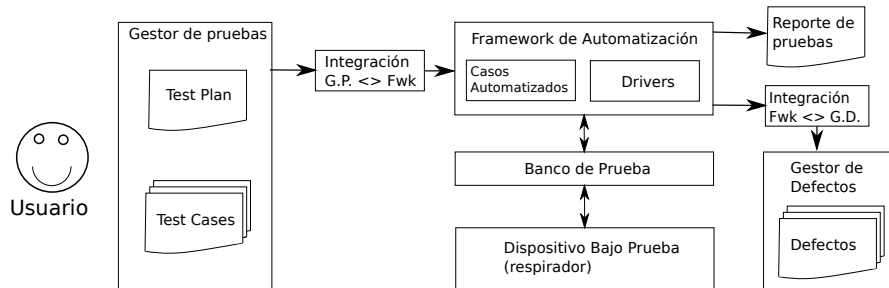 Gestor de pruebas
Test Plan
Test Cases
Usuario
Integración
G.P. <> Fwk
Framework de Automatización
Casos
Automatizados
Drivers
Banco de Prueba
Dispositivo Bajo Prueba
(respirador)
Reporte de
pruebas
Integración
Fwk <> G.D.
Gestor de
Defectos
Defectos